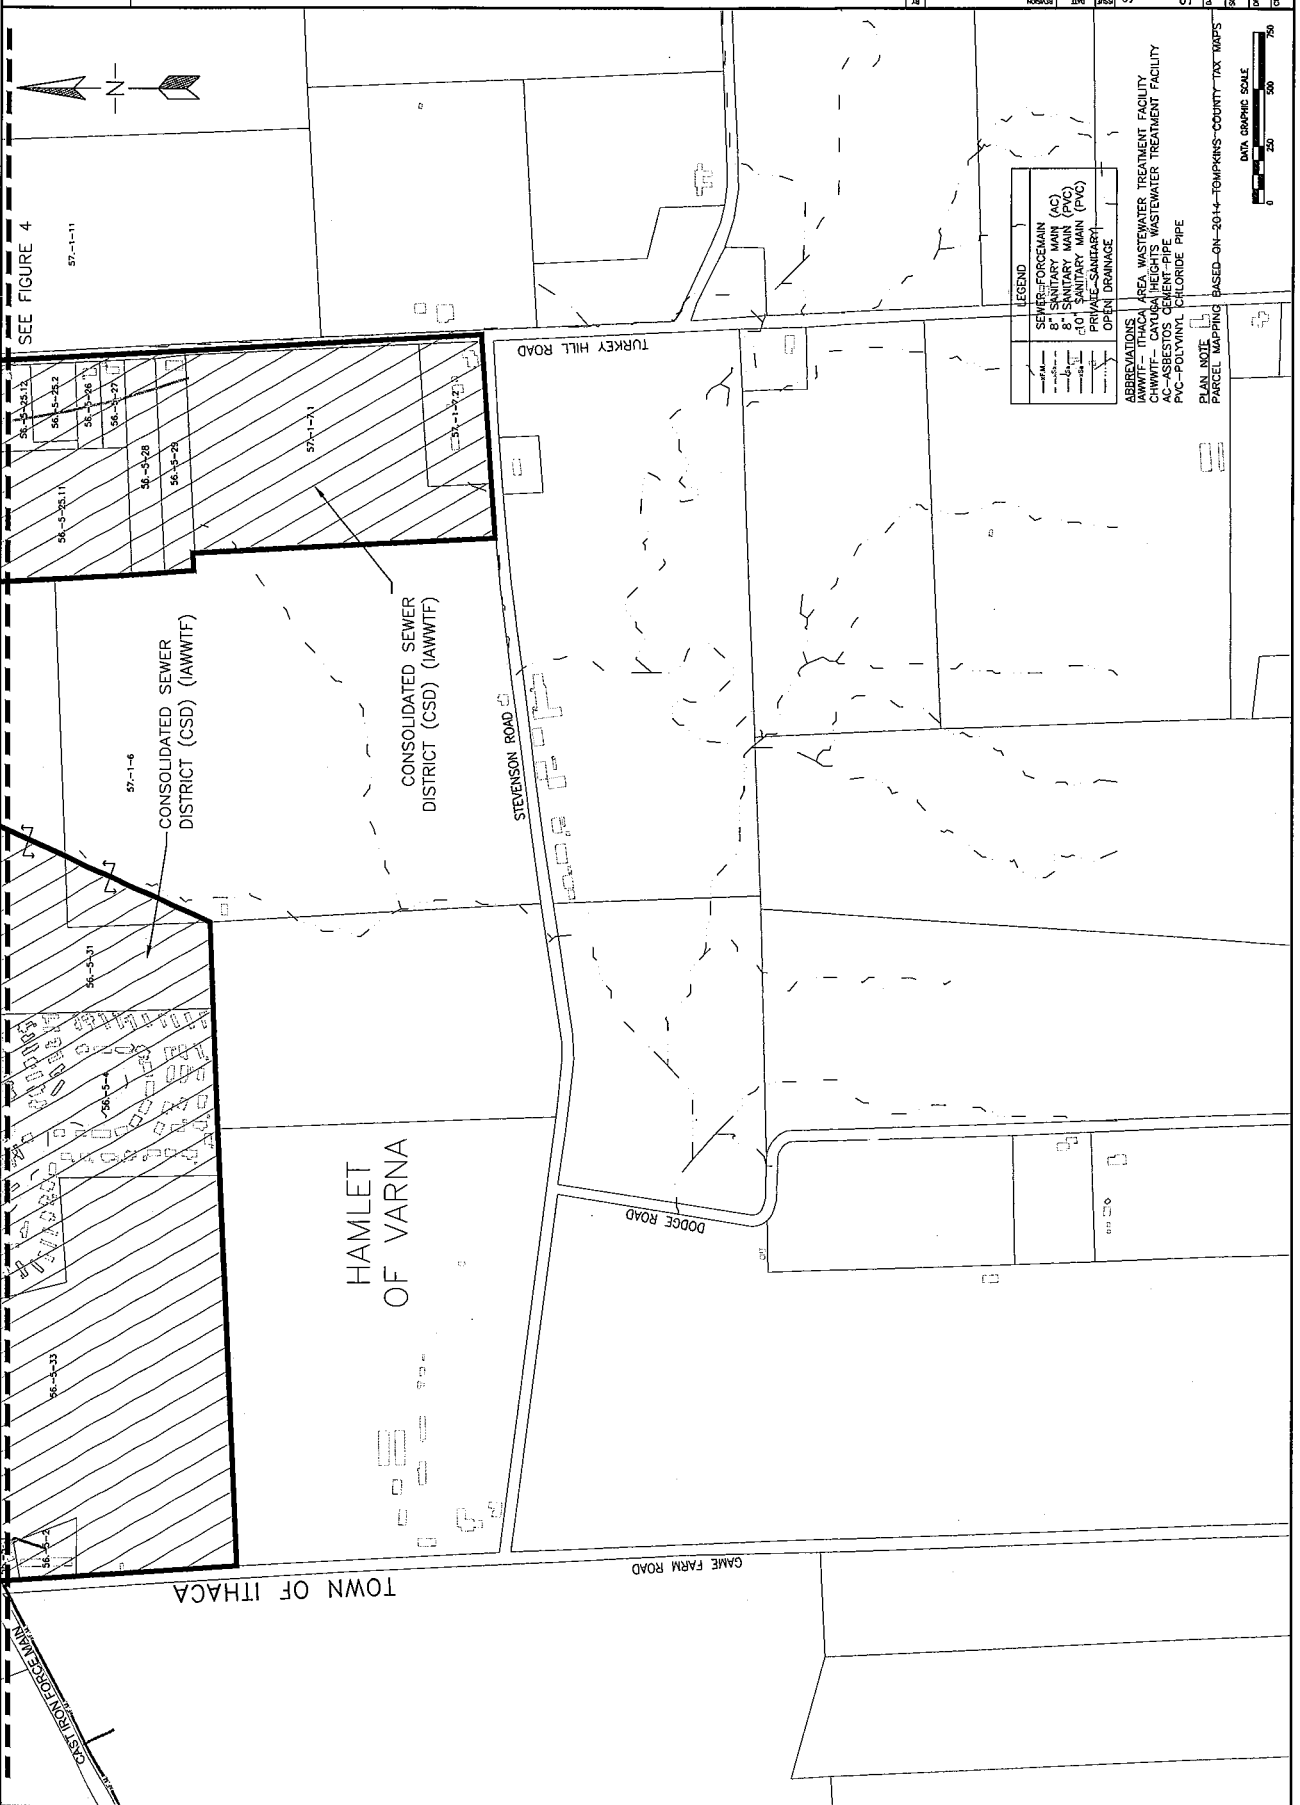 SEE FIGURE 4
N
57.-1-11
56.-5-25.12
56.-5-25.2
56.-5-26
56.-5-27
56.-5-25.11
56.-5-28
56.-5-29
57.-1-7.1
57.-1-7.2
TURKEY HILL ROAD
CONSOLIDATED SEWER
DISTRICT (CSD) (IAWWTF)
57.-1-6
CONSOLIDATED SEWER
DISTRICT (CSD) (IAWWTF)
STEVENSON ROAD
56.-5-31
56.-5-4
56.-5-33
56.-5-2
HAMLET
OF VARNA
DODGE ROAD
GAME FARM ROAD
TOWN OF ITHACA
CAST IRON FORCE MAIN
LEGEND
SEWER FORCEMAIN
8" SANITARY MAIN (AC)
8" SANITARY MAIN (PVC)
10" SANITARY MAIN (PVC)
PRIVATE SANITARY
OPEN DRAINAGE
ABBREVIATIONS
IAWWTF- ITHACA AREA WASTEWATER TREATMENT FACILITY
CHWWTF- CAYUGA HEIGHTS WASTEWATER TREATMENT FACILITY
AC-ASBESTOS CEMENT PIPE
PVC-POLYVINYL CHLORIDE PIPE
PLAN NOTE
PARCEL MAPPING BASED ON 2014 TOMPKINS COUNTY TAX MAPS
DATA GRAPHIC SCALE
0 250 500 750
REVISION
DATE
ISSUE
BY